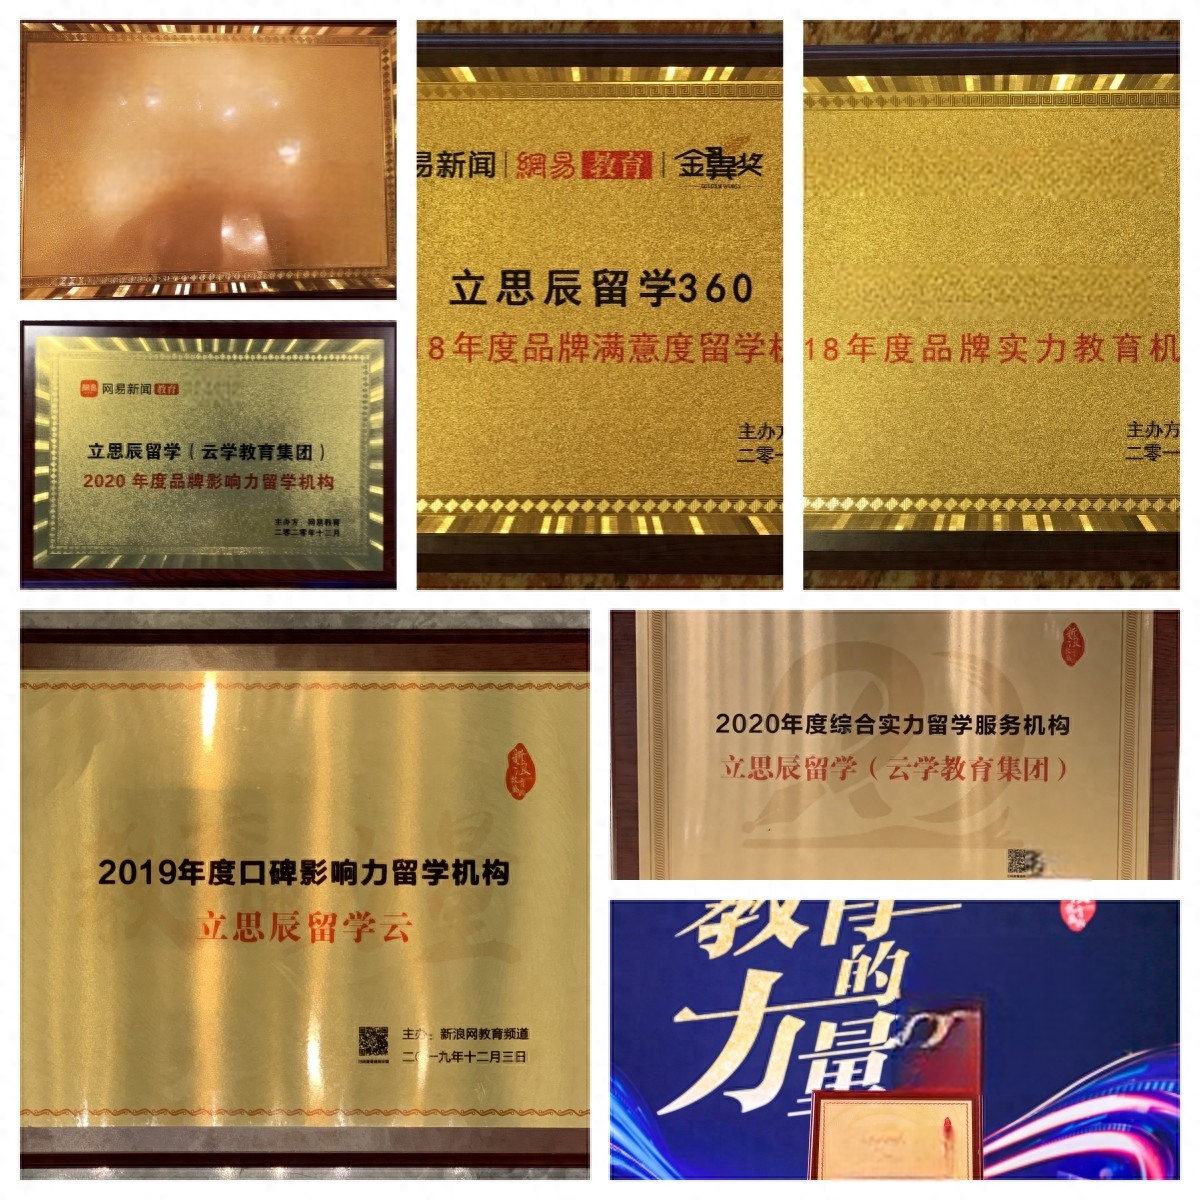 易新闻 | 網易 教育 | 金翼奖
GOLDEN WINGS
立思辰留学360
8年度品牌满意度留学机
主办方
二零一
18年度品牌实力教育机
主办方
二零一
網易 网易新闻 教育
立思辰留学(云学教育集团)
2020 年度品牌影响力留学机构
主办方 网易教育
二零二零年十二月
2019年度口碑影响力留学机构
立思辰留学云
主办：新浪网教育频道
二〇一九年十二月三日
2020年度综合实力留学服务机构
立思辰留学(云学教育集团)
教育
的
力量